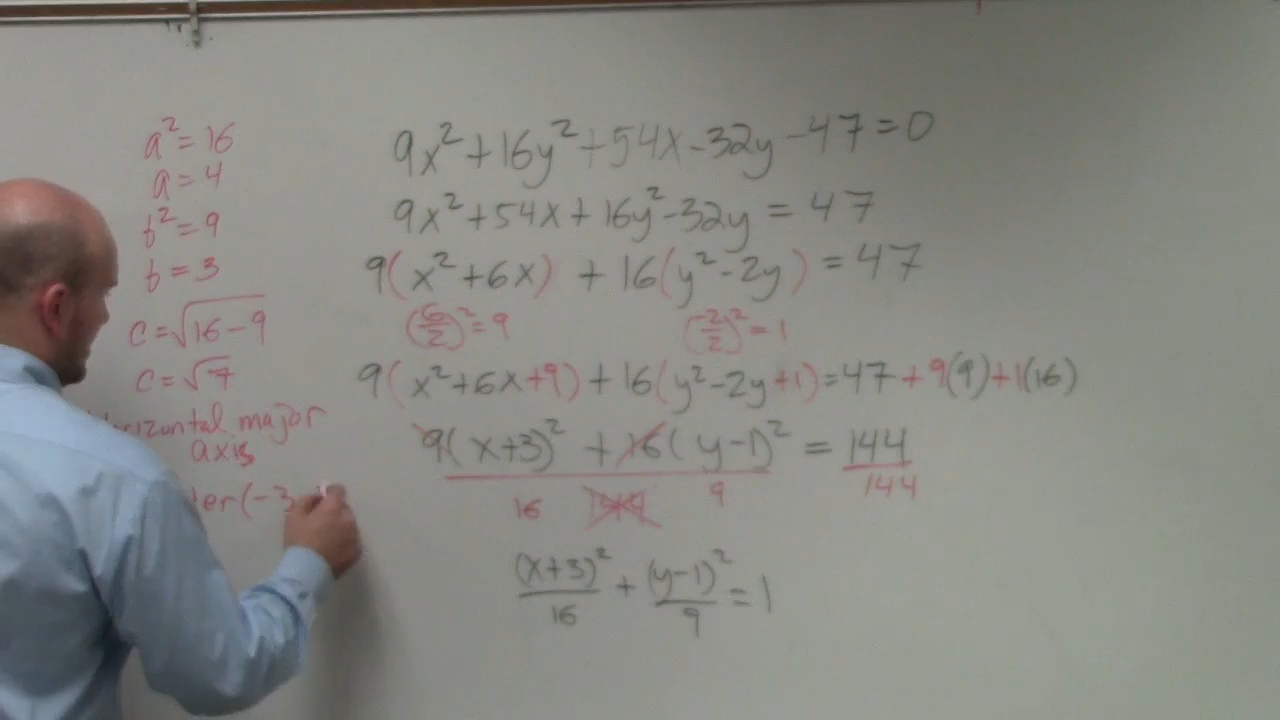 a² = 16
a = 4
b² = 9
b = 3
c = √16 - 9
c = √7
major
axis
(-3
9x² + 16y² + 54x - 32y - 47 = 0
9x² + 54x + 16y² - 32y = 47
9(x² + 6x) + 16(y² - 2y) = 47
(6/2)² = 9 (-2/2)² = 1
9(x² + 6x + 9) + 16(y² - 2y + 1) = 47 + 9(9) + 1(16)
9(x+3)² + 16(y-1)² = 144
16 144 9 144
(x+3)²/16 + (y-1)²/9 = 1